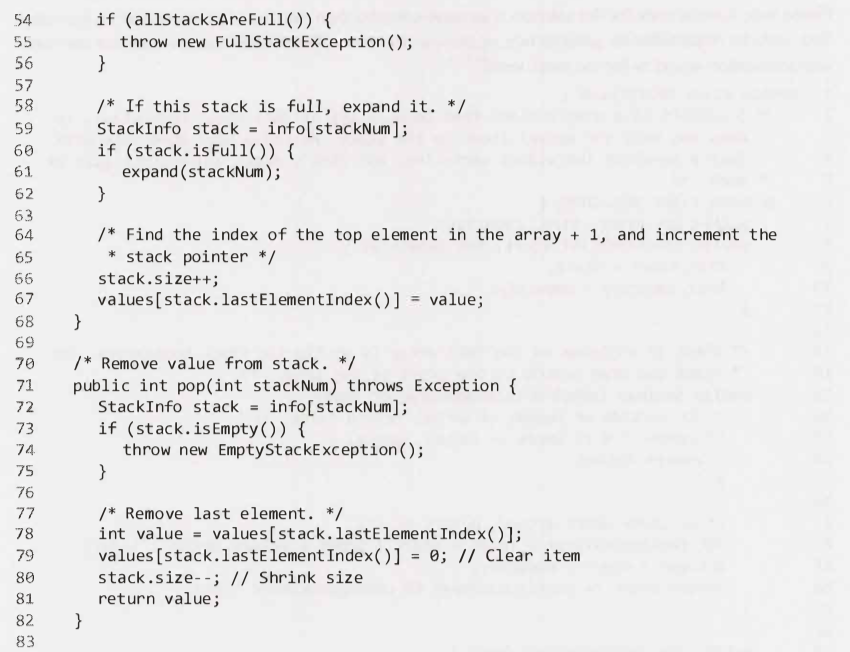 54 if (allStacksAreFull()) {
55 throw new FullStackException();
56 }
57
58 /* If this stack is full, expand it. */
59 StackInfo stack = info[stackNum];
60 if (stack.isFull()) {
61 expand(stackNum);
62 }
63
64 /* Find the index of the top element in the array + 1, and increment the
65 * stack pointer */
66 stack.size++;
67 values[stack.lastElementIndex()] = value;
68 }
69
70 /* Remove value from stack. */
71 public int pop(int stackNum) throws Exception {
72 StackInfo stack = info[stackNum];
73 if (stack.isEmpty()) {
74 throw new EmptyStackException();
75 }
76
77 /* Remove last element. */
78 int value = values[stack.lastElementIndex()];
79 values[stack.lastElementIndex()] = 0; // Clear item
80 stack.size--; // Shrink size
81 return value;
82 }
83